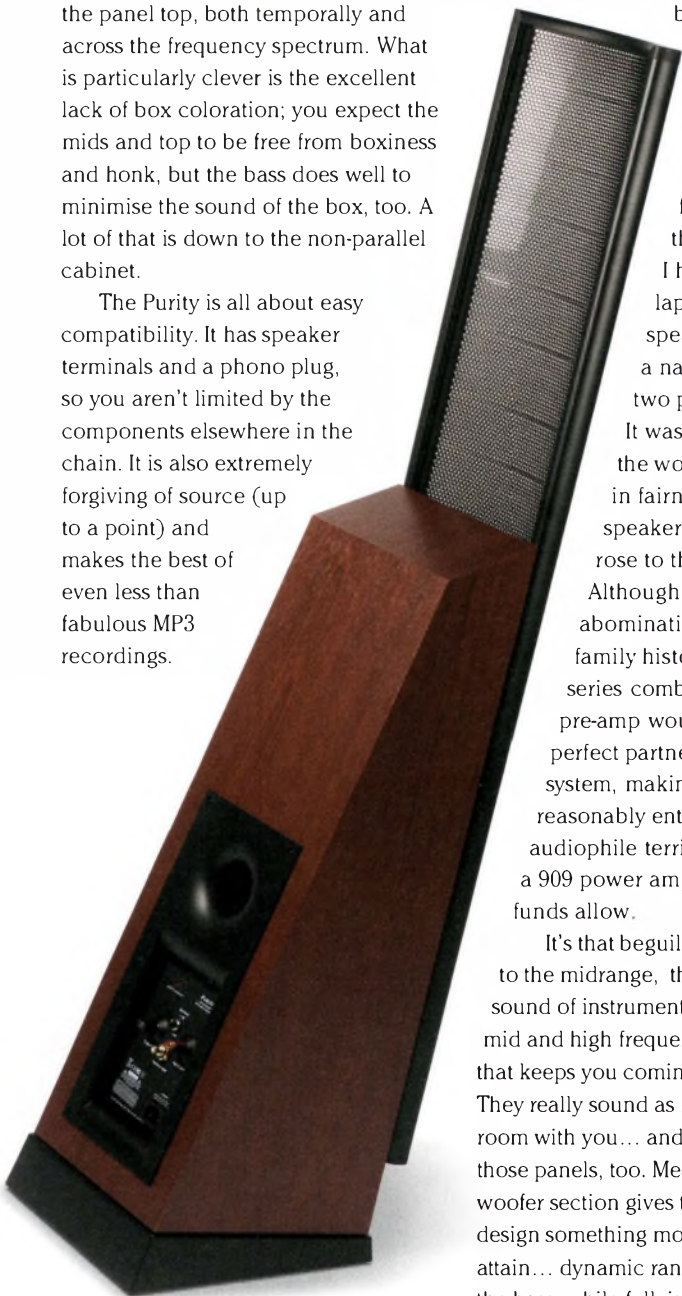 the panel top, both temporally and
across the frequency spectrum. What
is particularly clever is the excellent
lack of box coloration; you expect the
mids and top to be free from boxiness
and honk, but the bass does well to
minimise the sound of the box, too. A
lot of that is down to the non-parallel
cabinet.
The Purity is all about easy
compatibility. It has speaker
terminals and a phono plug,
so you aren't limited by the
components elsewhere in the
chain. It is also extremely
forgiving of source (up
to a point) and
makes the best of
even less than
fabulous MP3
recordings.
b
f
th
I h
lap
spe
a na
two p
It was
the wo
in fairn
speaker
rose to th
Although
abominati
family histe
series comb
pre-amp wou
perfect partne
system, makin
reasonably ent
audiophile terri
a 909 power am
funds allow.
It's that beguil
to the midrange, th
sound of instrument
mid and high freque
that keeps you comin
They really sound as
room with you... and
those panels, too. Me
woofer section gives t
design something mo
attain... dynamic ran